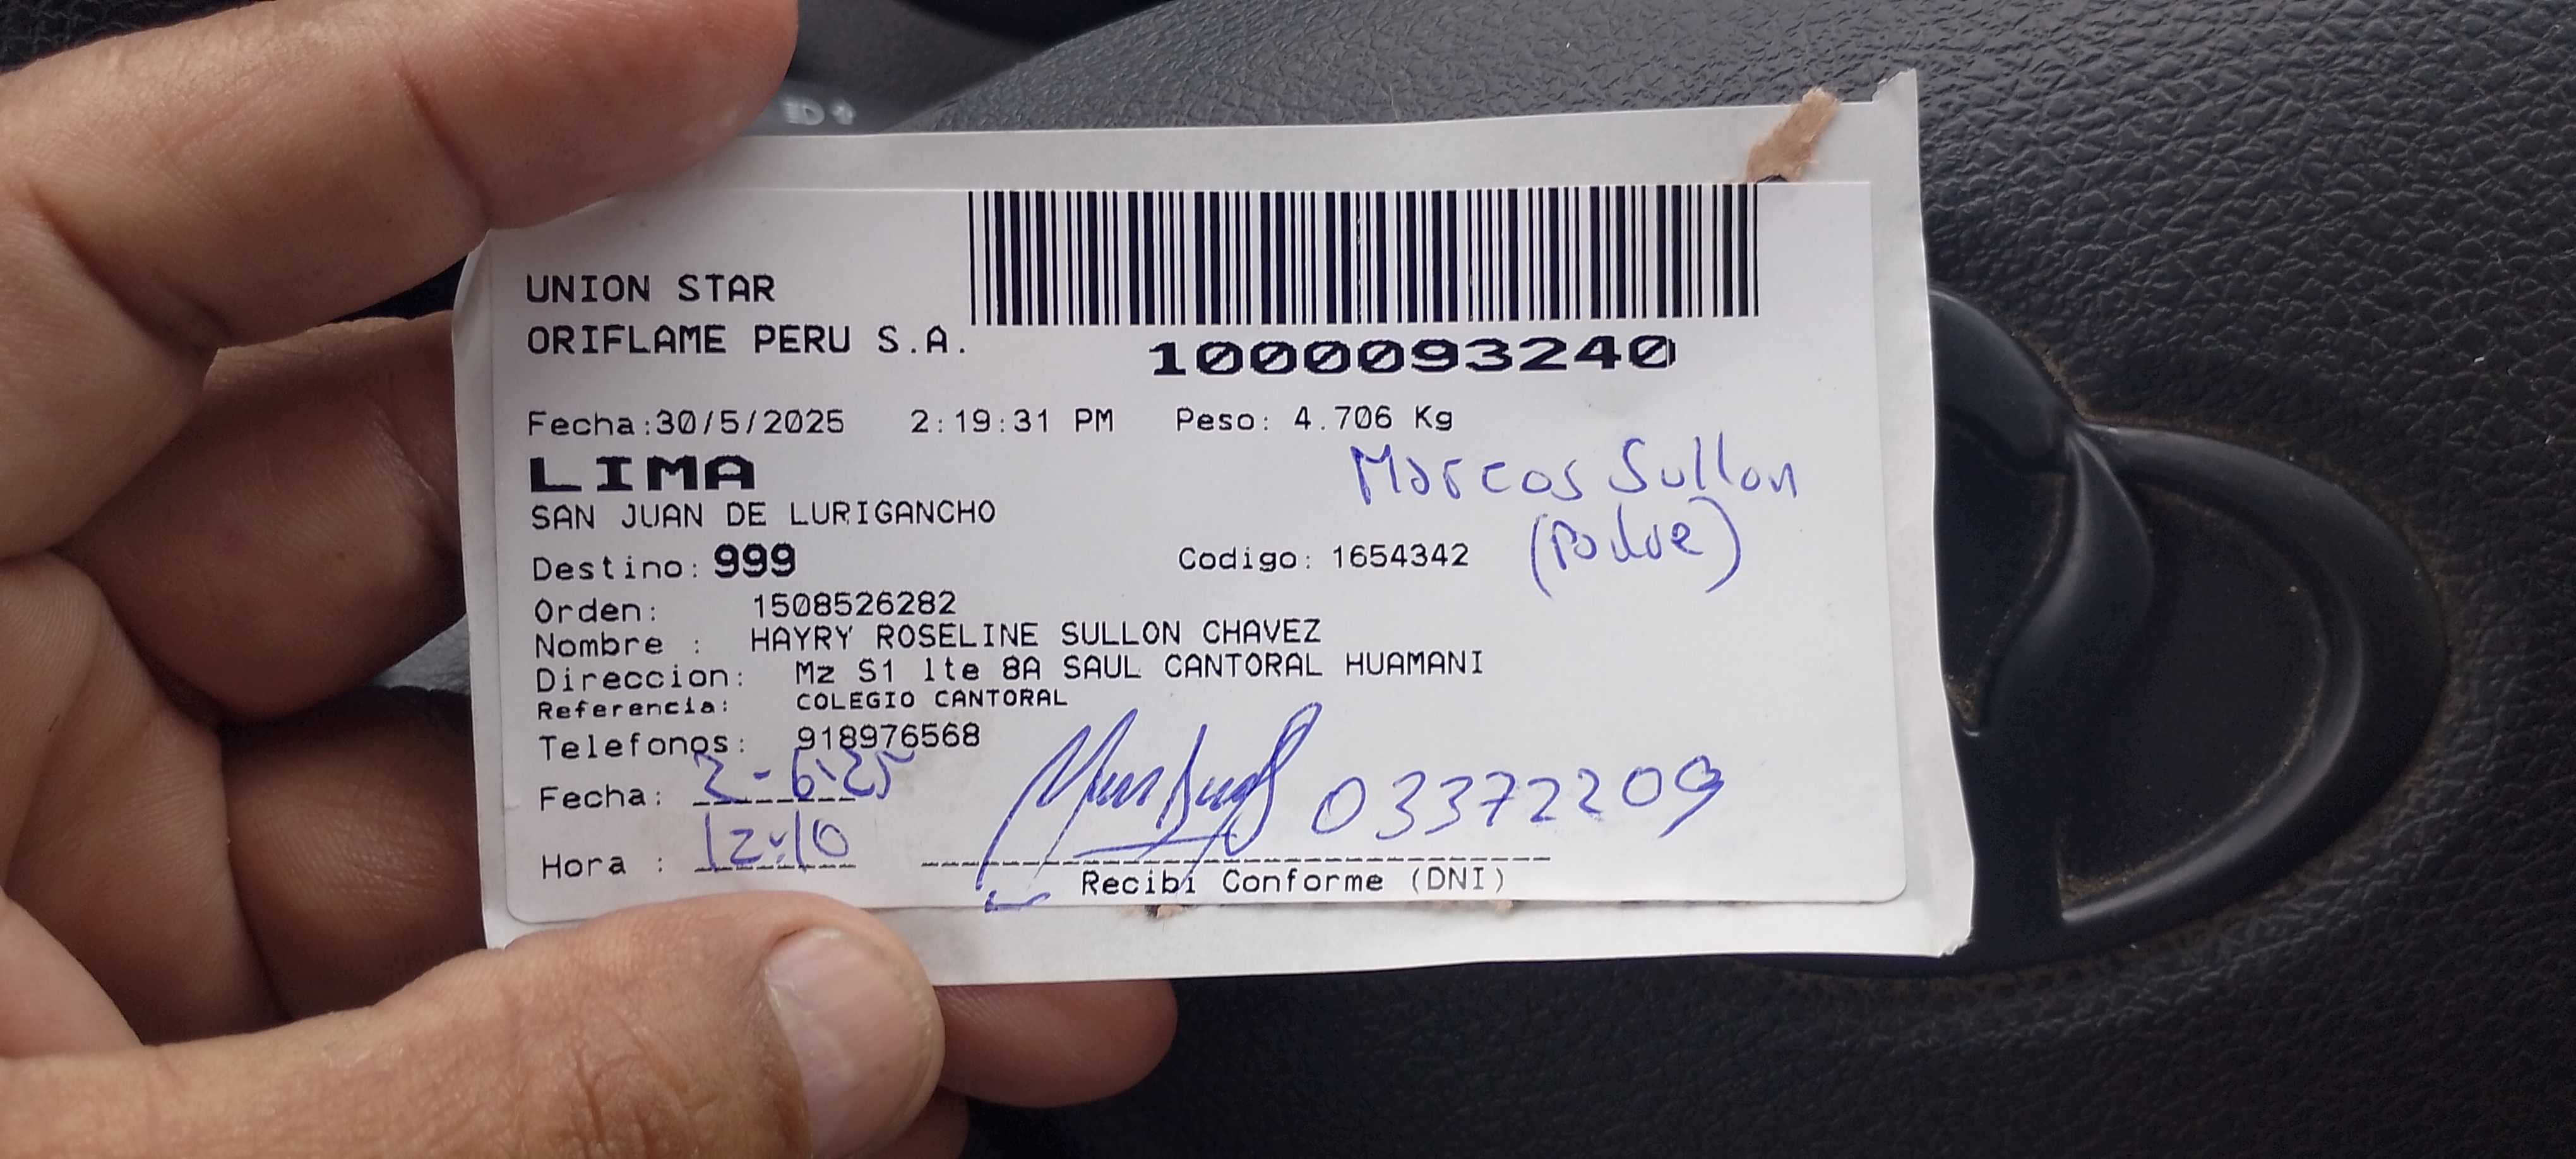 UNION STAR
ORIFLAME PERU S.A.
1000093240
Fecha:30/5/2025 2:19:31 PM Peso: 4.706 Kg
LIMA
Marcos Sullon
SAN JUAN DE LURIGANCHO
(Padre)
Destino: 999 Codigo: 1654342
Orden: 1508526282
Nombre : HAYRY ROSELINE SULLON CHAVEZ
Direccion: Mz S1 lte 8A SAUL CANTORAL HUAMANI
Referencia: COLEGIO CANTORAL
Telefonos: 918976568
Fecha: 2-6-25
03372209
Hora : 12:10
Recibi Conforme (DNI)